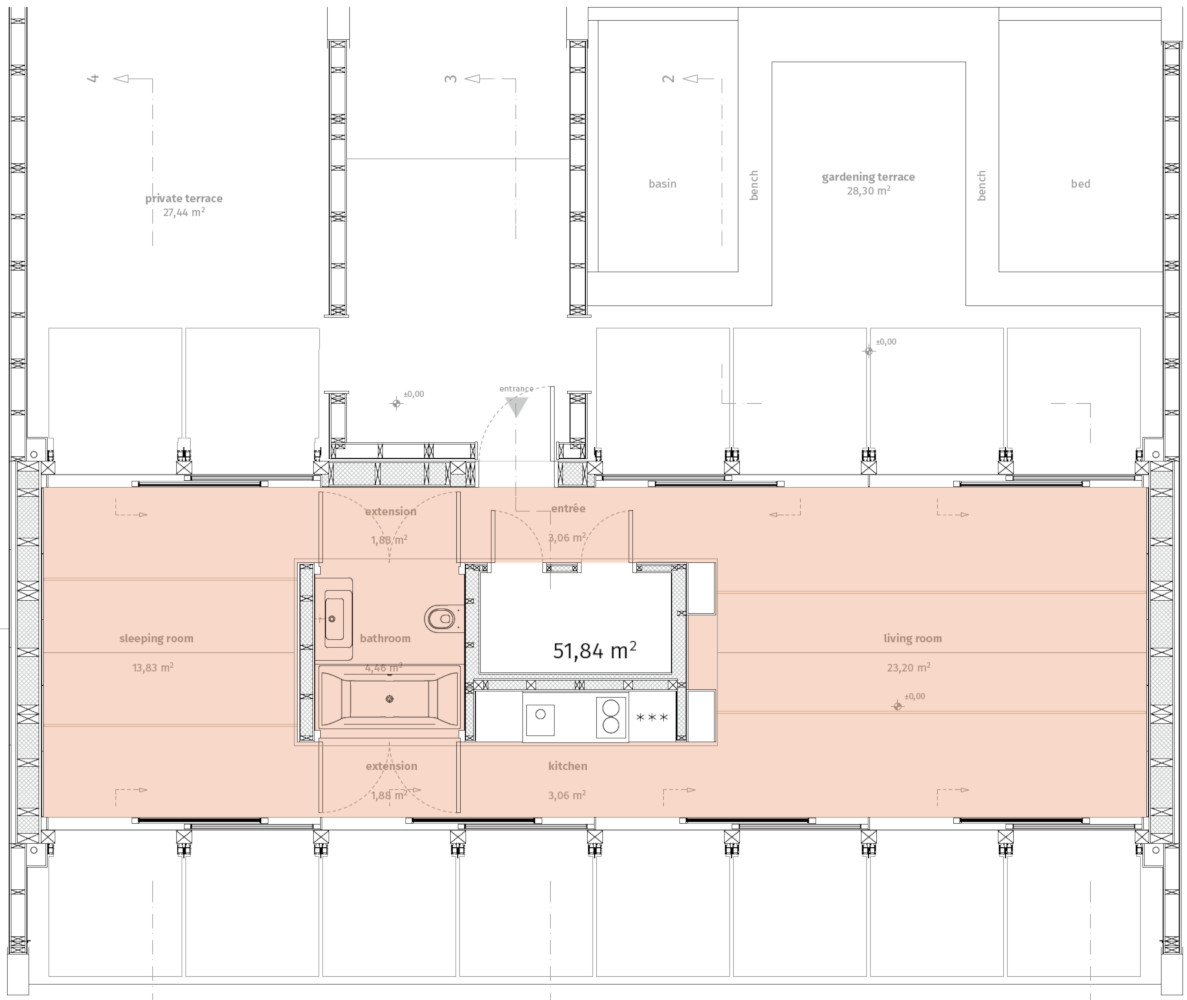 4
3
2
private terrace
27,44 m²
basin
bench
gardening terrace
28,30 m²
bench
bed
±0,00
±0,00
entrance
extension
1,88 m²
entrée
3,06 m²
sleeping room
13,83 m²
bathroom
4,46 m²
51,84 m²
living room
23,20 m²
±0,00
***
extension
1,88 m²
kitchen
3,06 m²